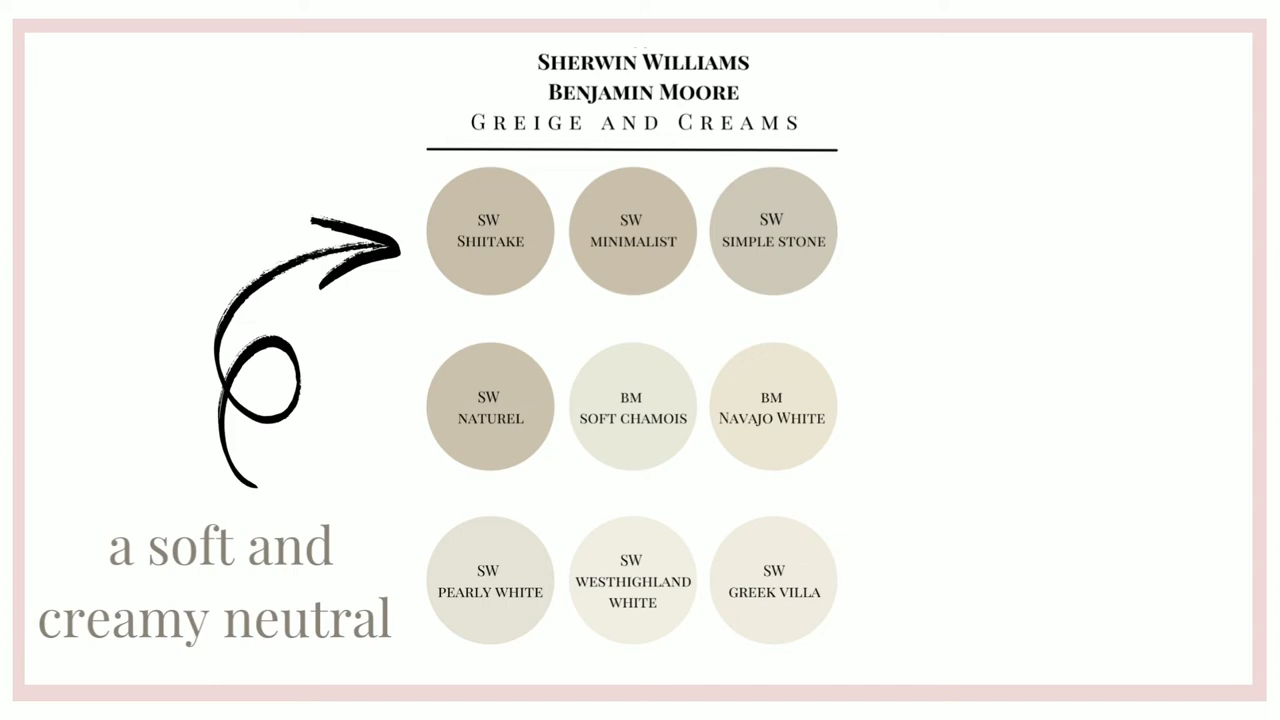 Sherwin Williams
Benjamin Moore
Greige and Creams
SW
Shiitake
SW
minimalist
SW
simple stone
SW
naturel
BM
soft chamois
BM
Navajo White
SW
pearly white
SW
westhighland
white
SW
greek villa
a soft and
creamy neutral